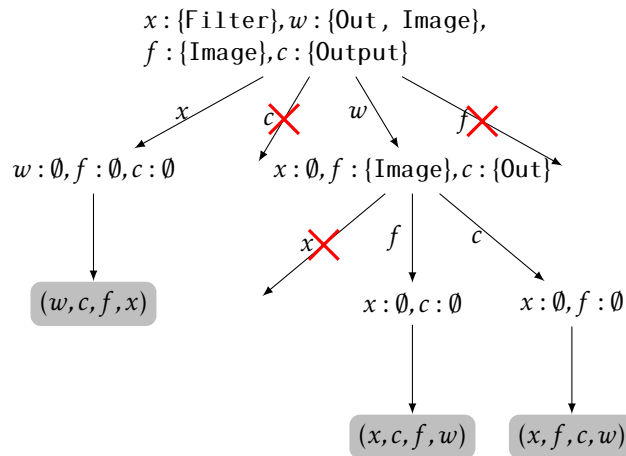 x : {Filter}, w : {Out , Image},
f : {Image}, c : {Output}
x
c
w
f
w : ∅, f : ∅, c : ∅
x : ∅, f : {Image}, c : {Out}
x
f
c
(w, c, f, x)
x : ∅, c : ∅
x : ∅, f : ∅
(x, c, f, w)
(x, f, c, w)